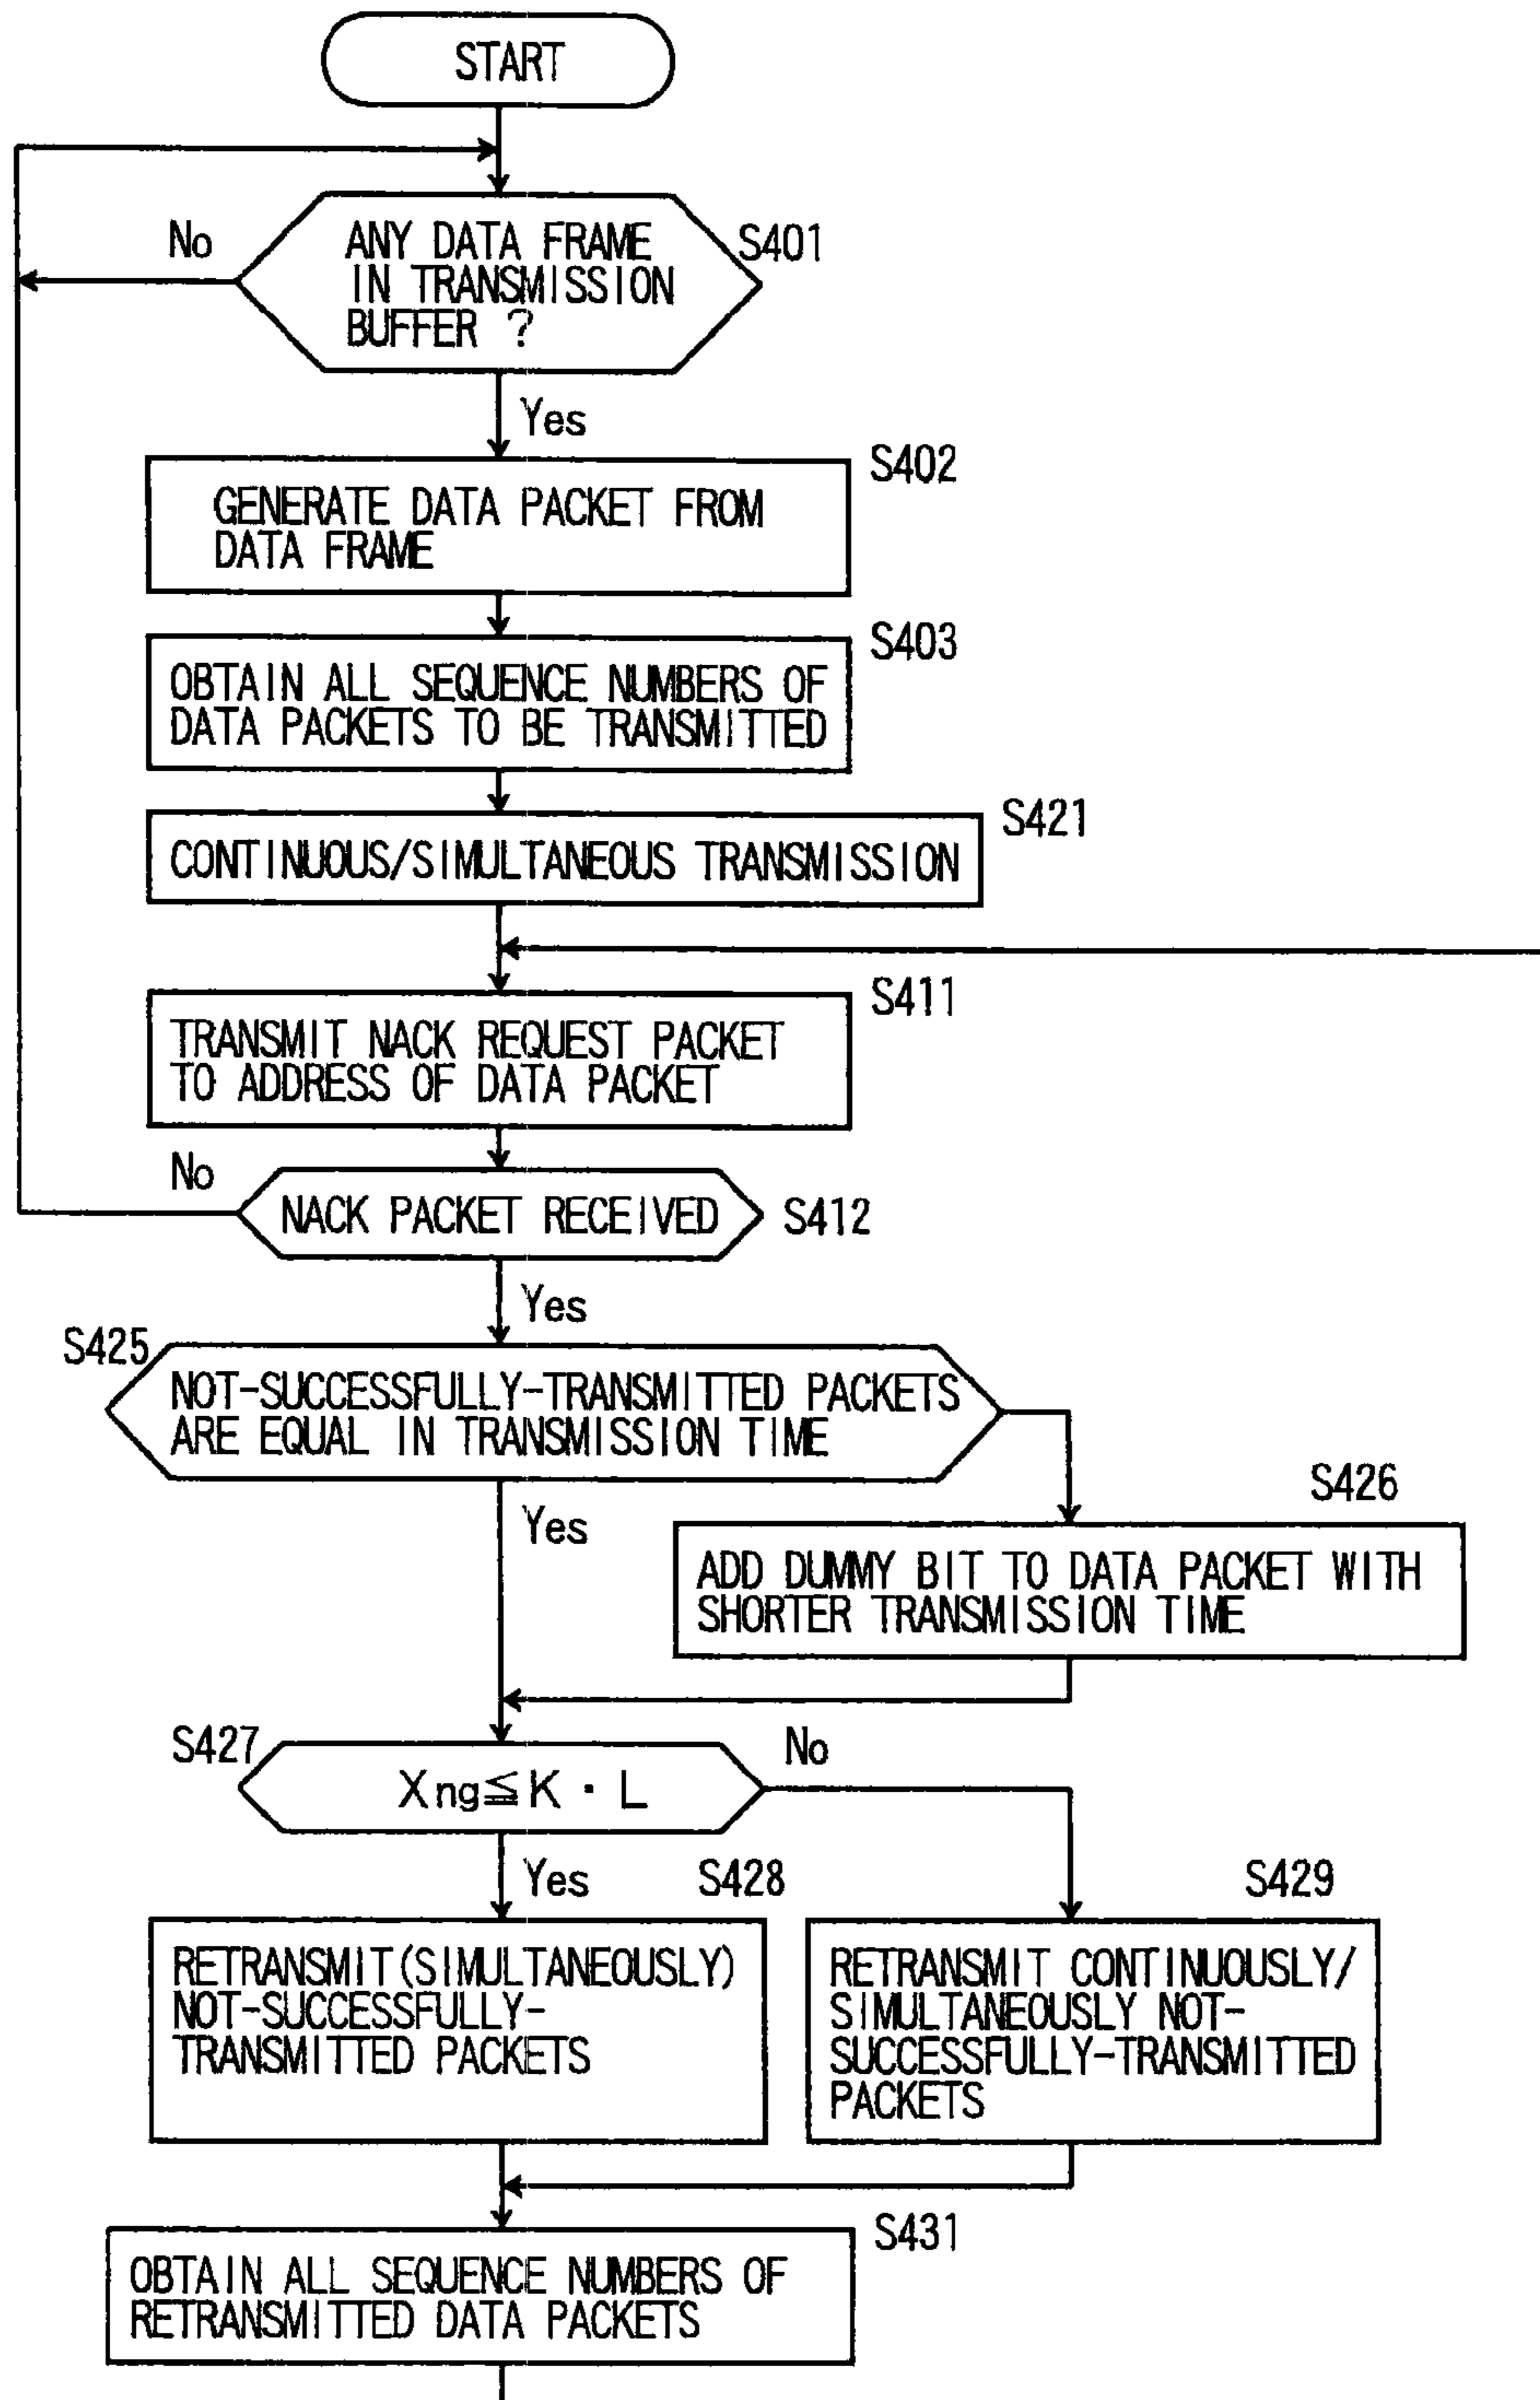 START
No
ANY DATA FRAME
IN TRANSMISSION
BUFFER ?
S401
Yes
S402
GENERATE DATA PACKET FROM
DATA FRAME
S403
OBTAIN ALL SEQUENCE NUMBERS OF
DATA PACKETS TO BE TRANSMITTED
S421
CONTINUOUS/SIMULTANEOUS TRANSMISSION
S411
TRANSMIT NACK REQUEST PACKET
TO ADDRESS OF DATA PACKET
No
NACK PACKET RECEIVED
S412
Yes
S425
NOT-SUCCESSFULLY-TRANSMITTED PACKETS
ARE EQUAL IN TRANSMISSION TIME
Yes
S426
ADD DUMMY BIT TO DATA PACKET WITH
SHORTER TRANSMISSION TIME
S427
Xng≦K・L
No
Yes
S428
RETRANSMIT(SIMULTANEOUSLY)
NOT-SUCCESSFULLY-
TRANSMITTED PACKETS
S429
RETRANSMIT CONTINUOUSLY/
SIMULTANEOUSLY NOT-
SUCCESSFULLY-TRANSMITTED
PACKETS
S431
OBTAIN ALL SEQUENCE NUMBERS OF
RETRANSMITTED DATA PACKETS